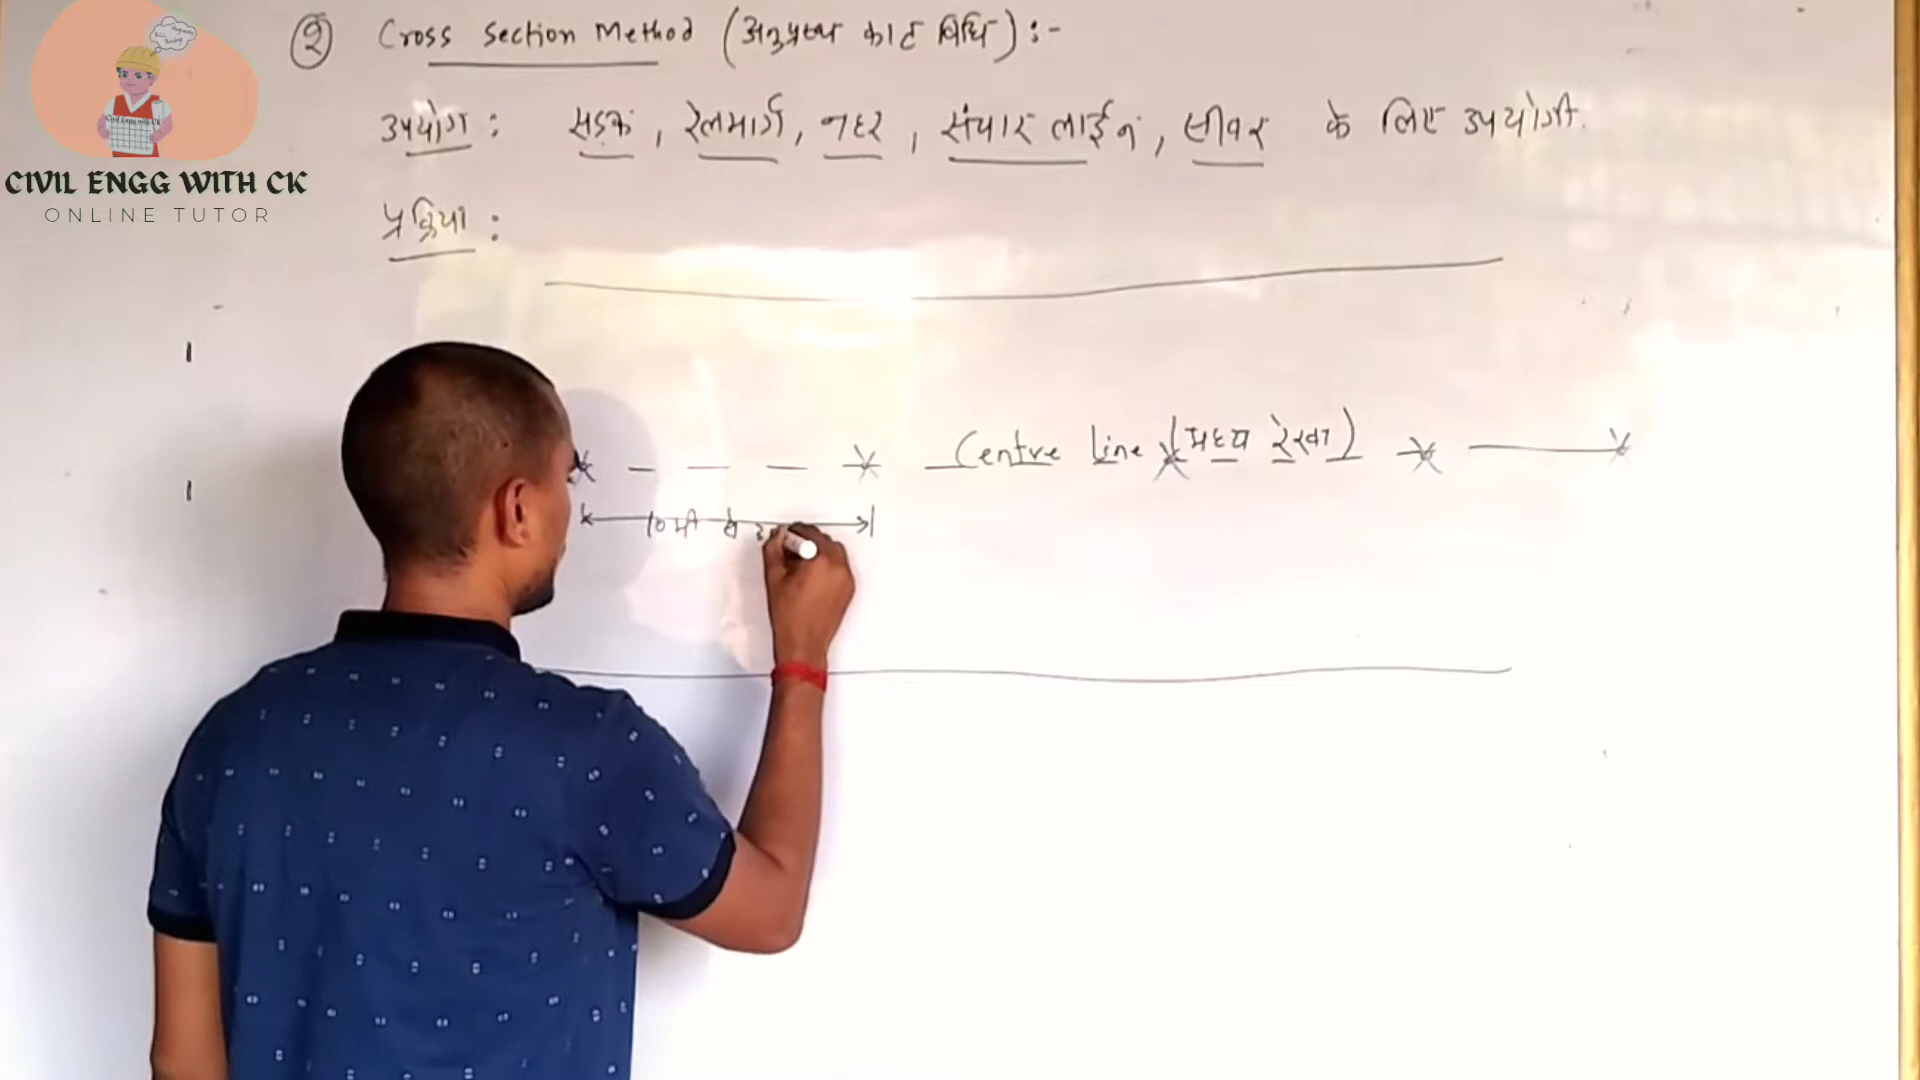 CIVIL ENGG WITH CK
ONLINE TUTOR
② Cross Section Method (अनुप्रस्थ काट विधि) :-
उपयोग : सड़क, रेलमार्ग, नहर, संचार लाईन, सीवर के लिए उपयोगी.
प्रक्रिया :
Centre Line (मध्य रेखा)
10 मी से